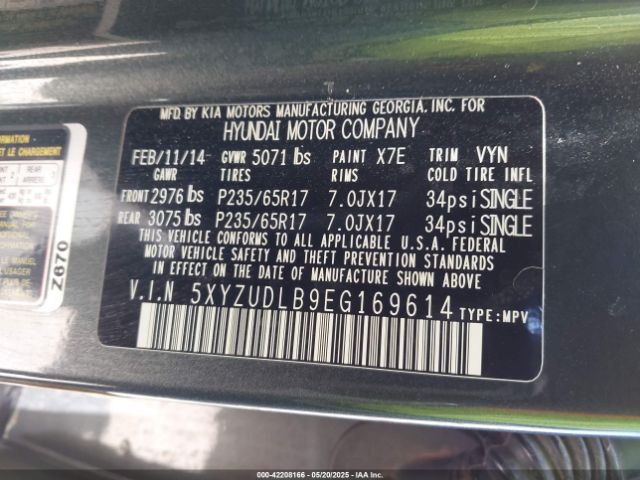 MFD. BY KIA MOTORS MANUFACTURING GEORGIA, INC. FOR
HYUNDAI MOTOR COMPANY
FEB/11/14 GVWR 5071 lbs PAINT X7E TRIM VYN
GAWR TIRES RIMS COLD TIRE INFL
FRONT 2976 lbs P235/65R17 7.0JX17 34psi SINGLE
REAR 3075 lbs P235/65R17 7.0JX17 34psi SINGLE
THIS VEHICLE CONFORMS TO ALL APPLICABLE U.S.A. FEDERAL
MOTOR VEHICLE SAFETY AND THEFT PREVENTION STANDARDS
IN EFFECT ON THE DATE OF MANUFACTURE SHOWN ABOVE.
V.I.N 5XYZUDLB9EG169614 TYPE: MPV
Z670
000-42208166 — 05/20/2025 — IAAI.com